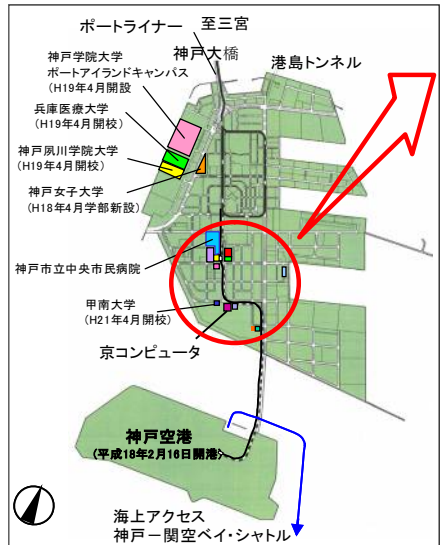 ポートライナー
至三宮
神戸大橋
港島トンネル
神戸学院大学
ポートアイランドキャンパス
(H19年4月開設
兵庫医療大学
(H19年4月開校)
神戸夙川学院大学
(H19年4月開校)
神戸女子大学
(H18年4月学部新設)
神戸市立中央市民病院
甲南大学
(H21年4月開校)
京コンピュータ
神戸空港
(平成18年2月16日開港)
海上アクセス
神戸－関空ベイ・シャトル